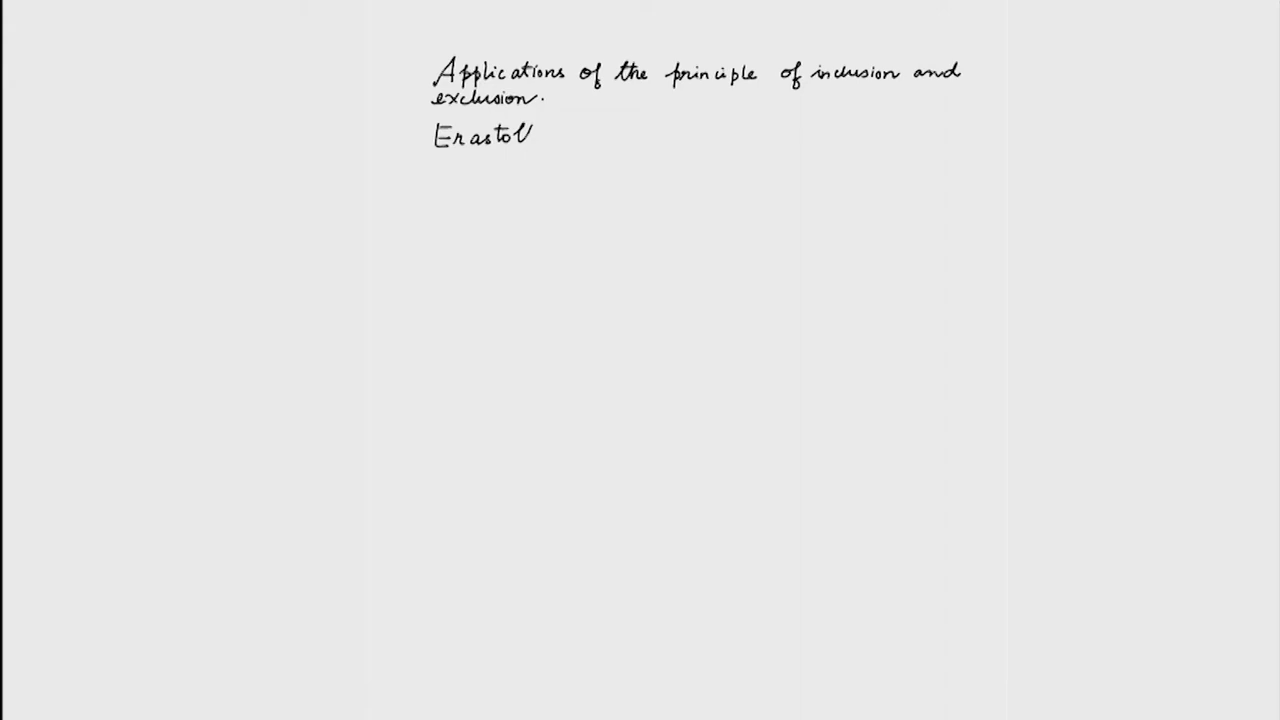 Applications of the principle of inclusion and
exclusion.
Erastol